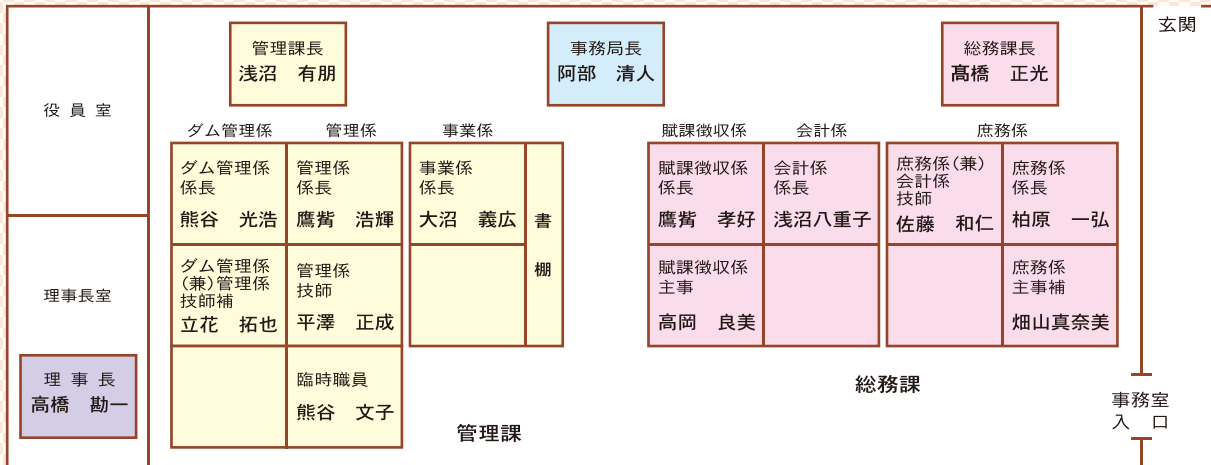 玄関
役員室
管理課長
浅沼 有朋
事務局長
阿部 清人
総務課長
髙橋 正光
ダム管理係
管理係
事業係
賦課徴収係
会計係
庶務係
ダム管理係
係長
熊谷 光浩
管理係
係長
鷹觜 浩輝
事業係
係長
大沼 義広
書棚
賦課徴収係
係長
鷹觜 孝好
会計係
係長
浅沼八重子
庶務係(兼)
会計係
技師
佐藤 和仁
庶務係
係長
柏原 一弘
ダム管理係
(兼)管理係
技師補
立花 拓也
管理係
技師
平澤 正成
賦課徴収係
主事
高岡 良美
庶務係
主事補
畑山真奈美
理事長室
理事長
高橋 勘一
臨時職員
熊谷 文子
管理課
総務課
事務室
入口